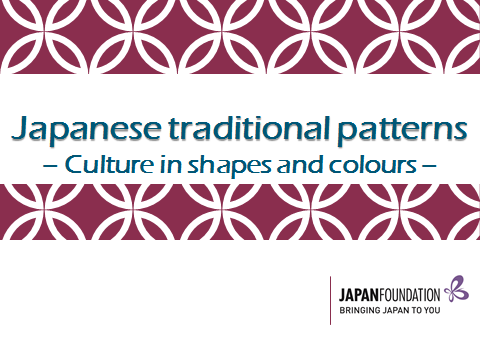 Japanese traditional patterns
– Culture in shapes and colours –
JAPANFOUNDATION
BRINGING JAPAN TO YOU